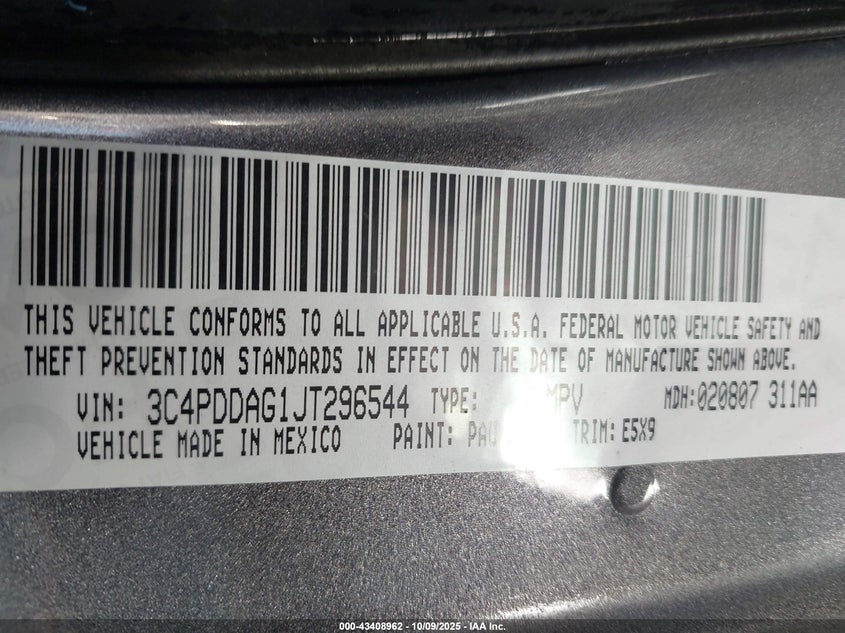 THIS VEHICLE CONFORMS TO ALL APPLICABLE U.S.A. FEDERAL MOTOR VEHICLE SAFETY AND
THEFT PREVENTION STANDARDS IN EFFECT ON THE DATE OF MANUFACTURE SHOWN ABOVE.
VIN: 3C4PDDAG1JT296544 TYPE: MPV MDH:020807 311AA
VEHICLE MADE IN MEXICO PAINT: TRIM: E5X9
000-43408962 - 10/09/2025 - IAA Inc.